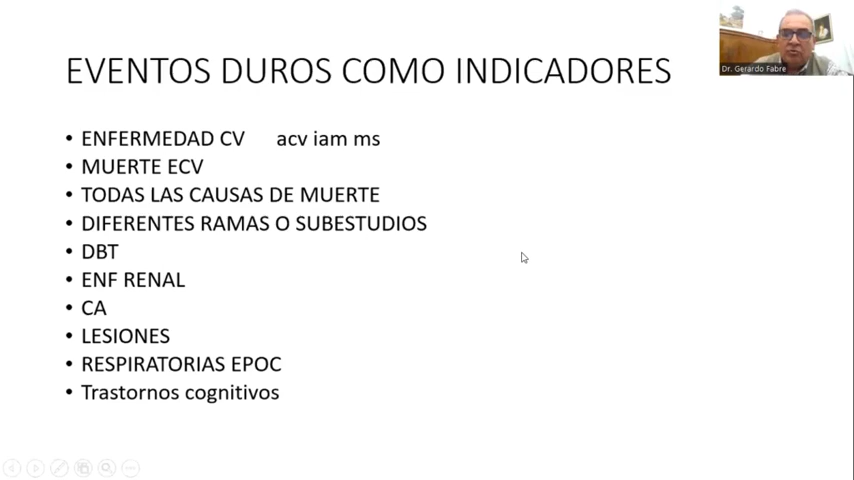 EVENTOS DUROS COMO INDICADORES
Dr. Gerardo Fabre
• ENFERMEDAD CV acv iam ms
• MUERTE ECV
• TODAS LAS CAUSAS DE MUERTE
• DIFERENTES RAMAS O SUBESTUDIOS
• DBT
• ENF RENAL
• CA
• LESIONES
• RESPIRATORIAS EPOC
• Trastornos cognitivos